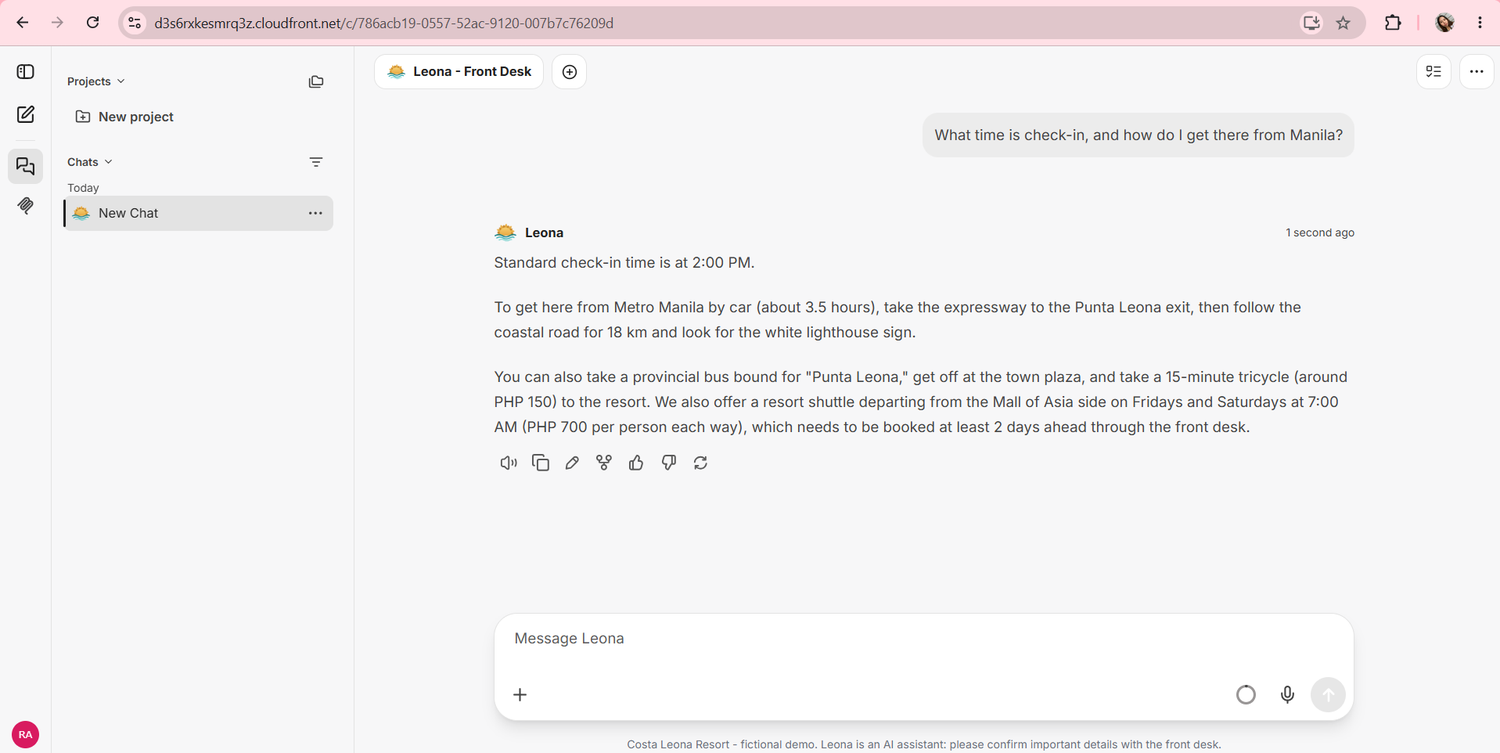 d3s6rxkesmrq3z.cloudfront.net/c/786acb19-0557-52ac-9120-007b7c76209d
Projects
New project
Chats
Today
New Chat
Leona - Front Desk
What time is check-in, and how do I get there from Manila?
Leona
1 second ago
Standard check-in time is at 2:00 PM.
To get here from Metro Manila by car (about 3.5 hours), take the expressway to the Punta Leona exit, then follow the
coastal road for 18 km and look for the white lighthouse sign.
You can also take a provincial bus bound for "Punta Leona," get off at the town plaza, and take a 15-minute tricycle (around
PHP 150) to the resort. We also offer a resort shuttle departing from the Mall of Asia side on Fridays and Saturdays at 7:00
AM (PHP 700 per person each way), which needs to be booked at least 2 days ahead through the front desk.
Message Leona
RA
Costa Leona Resort - fictional demo. Leona is an AI assistant: please confirm important details with the front desk.